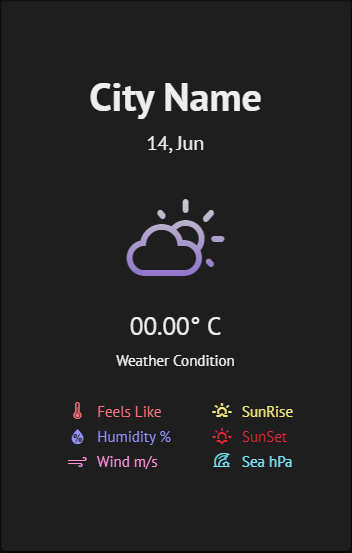 City Name
14, Jun
00.00° C
Weather Condition
Feels Like SunRise
Humidity % SunSet
Wind m/s Sea hPa